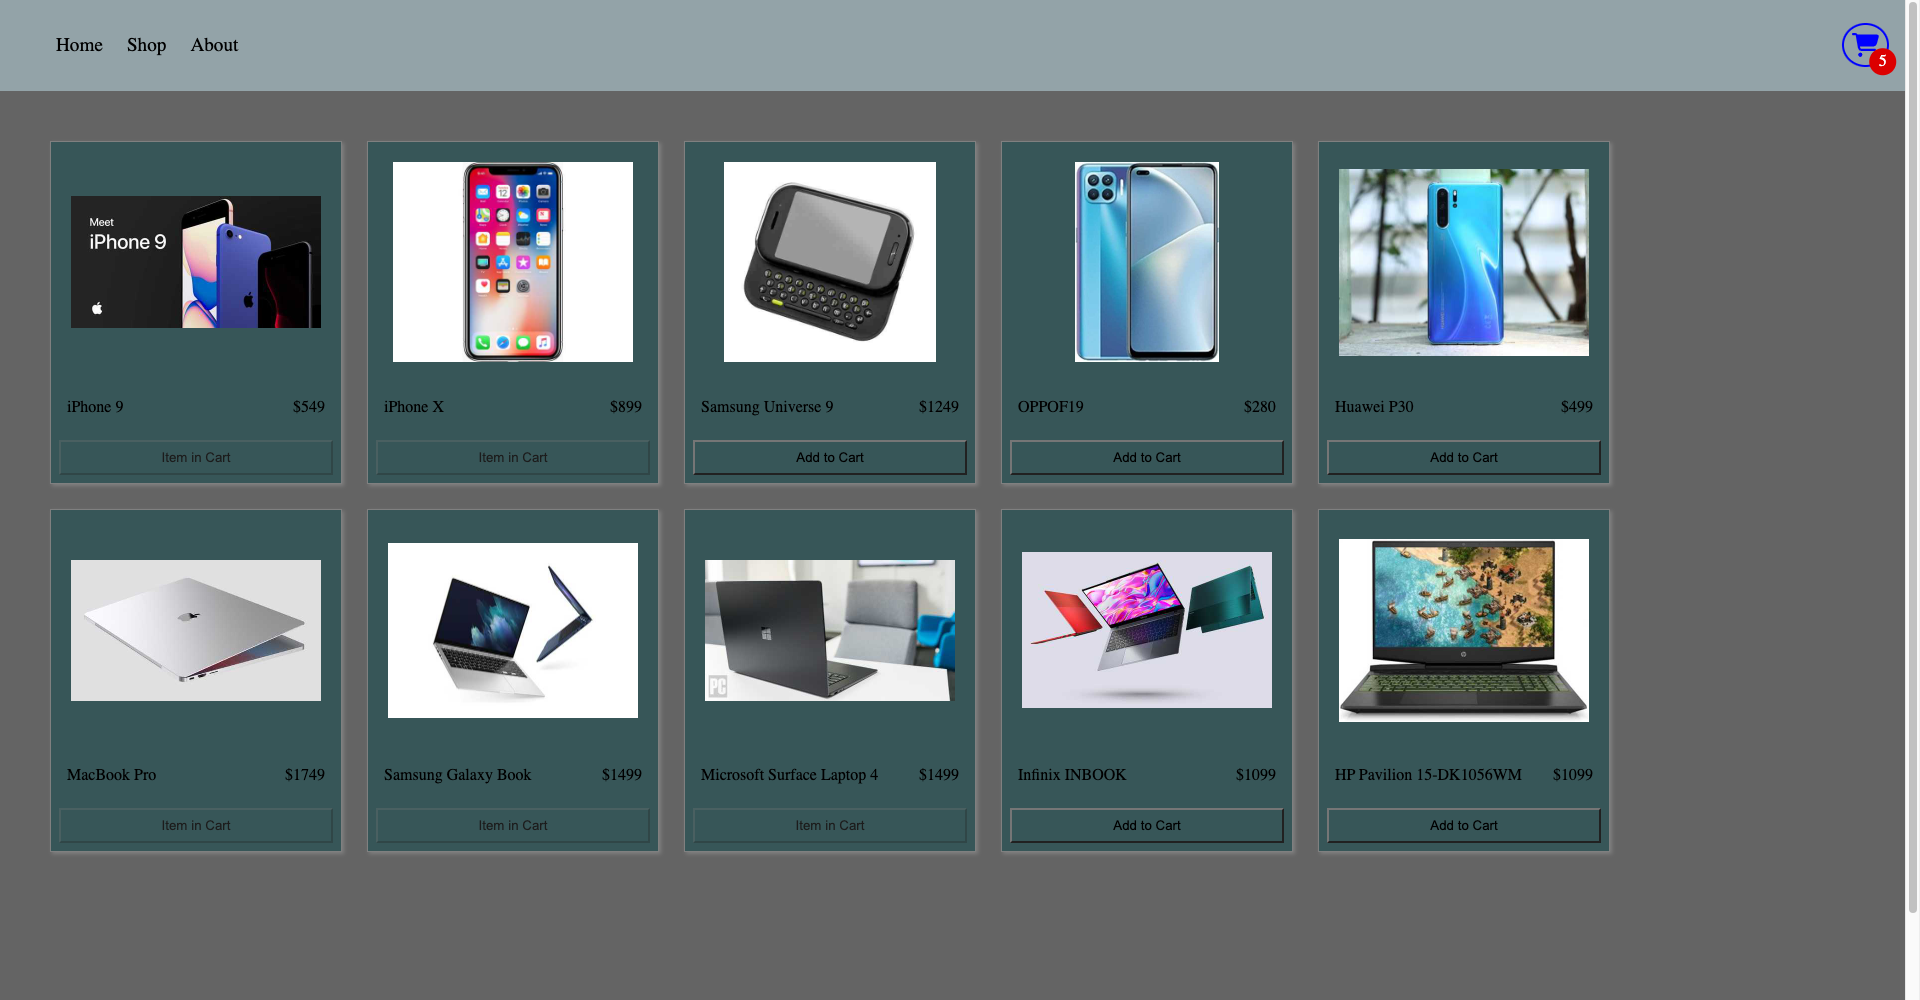 Home Shop About
5
Meet
iPhone 9
iPhone 9 $549
Item in Cart
iPhone X $899
Item in Cart
Samsung Universe 9 $1249
Add to Cart
OPPOF19 $280
Add to Cart
Huawei P30 $499
Add to Cart
MacBook Pro $1749
Item in Cart
Samsung Galaxy Book $1499
Item in Cart
PC
Microsoft Surface Laptop 4 $1499
Item in Cart
Infinix INBOOK $1099
Add to Cart
HP Pavilion 15-DK1056WM $1099
Add to Cart